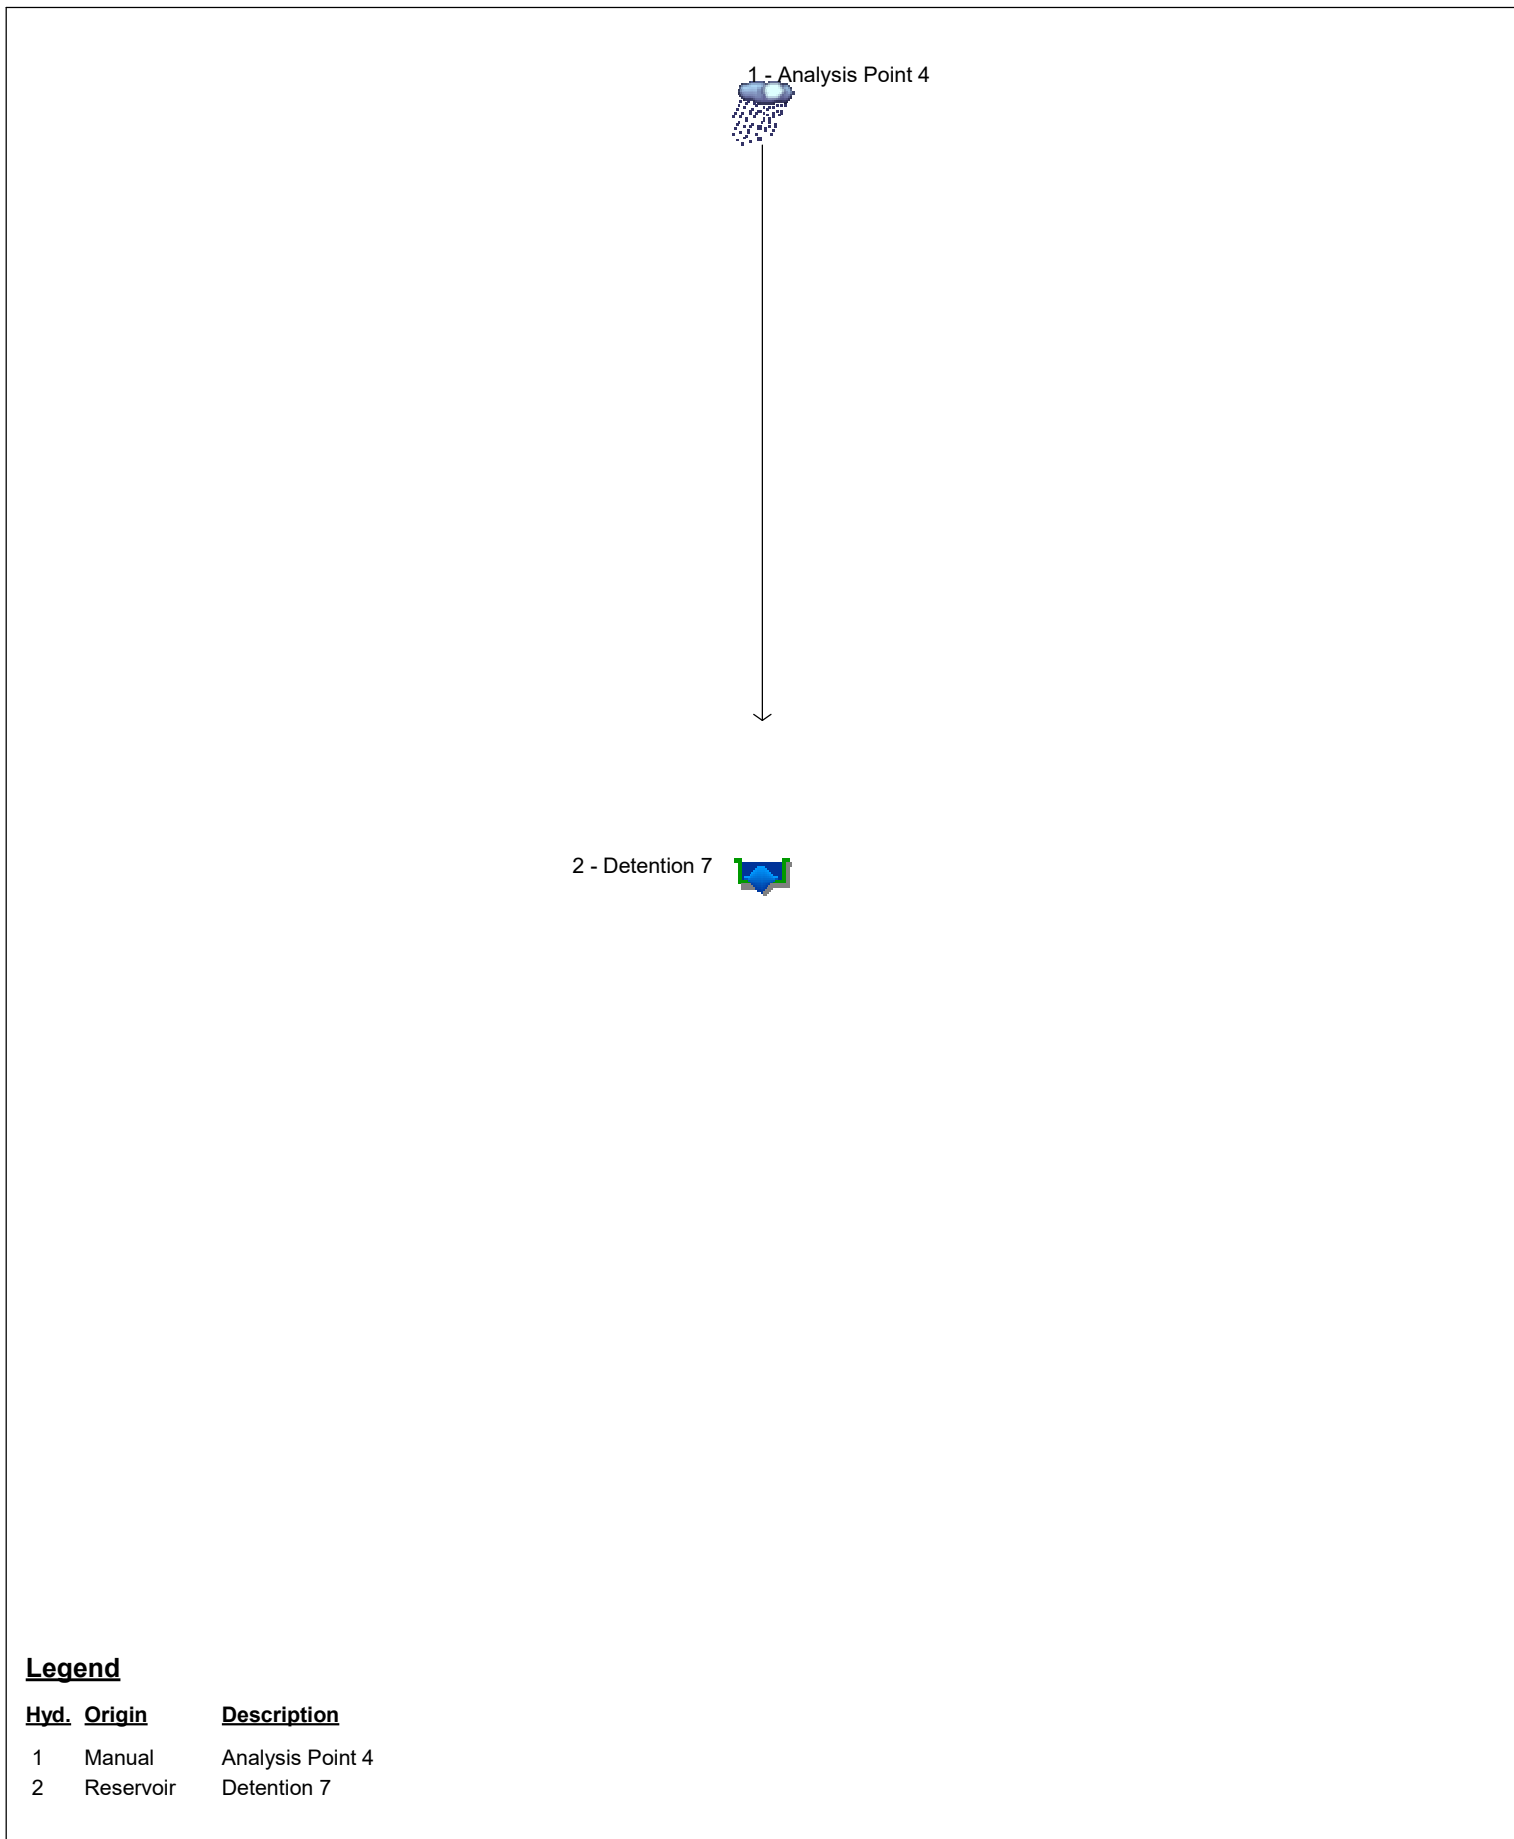 1 - Analysis Point 4
2 - Detention 7
Legend
Hyd. Origin Description
1 Manual Analysis Point 4
2 Reservoir Detention 7